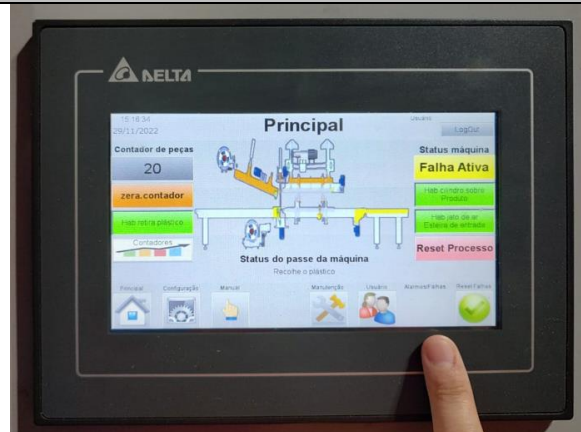 DELTA
15:16:34
29/11/2022
Principal
Usuário
LogOut
Contador de peças
20
zera.contador
Hab retira plástico
Contadores
Status máquina
Falha Ativa
Hab cilindro sobre
Produto
Hab jato de ar
Esteira de entrada
Reset Processo
Status do passe da máquina
Recolhe o plástico
Principal
Configuração
Manual
Manutenção
Usuário
Alarmes/Falhas
Reset Falhas